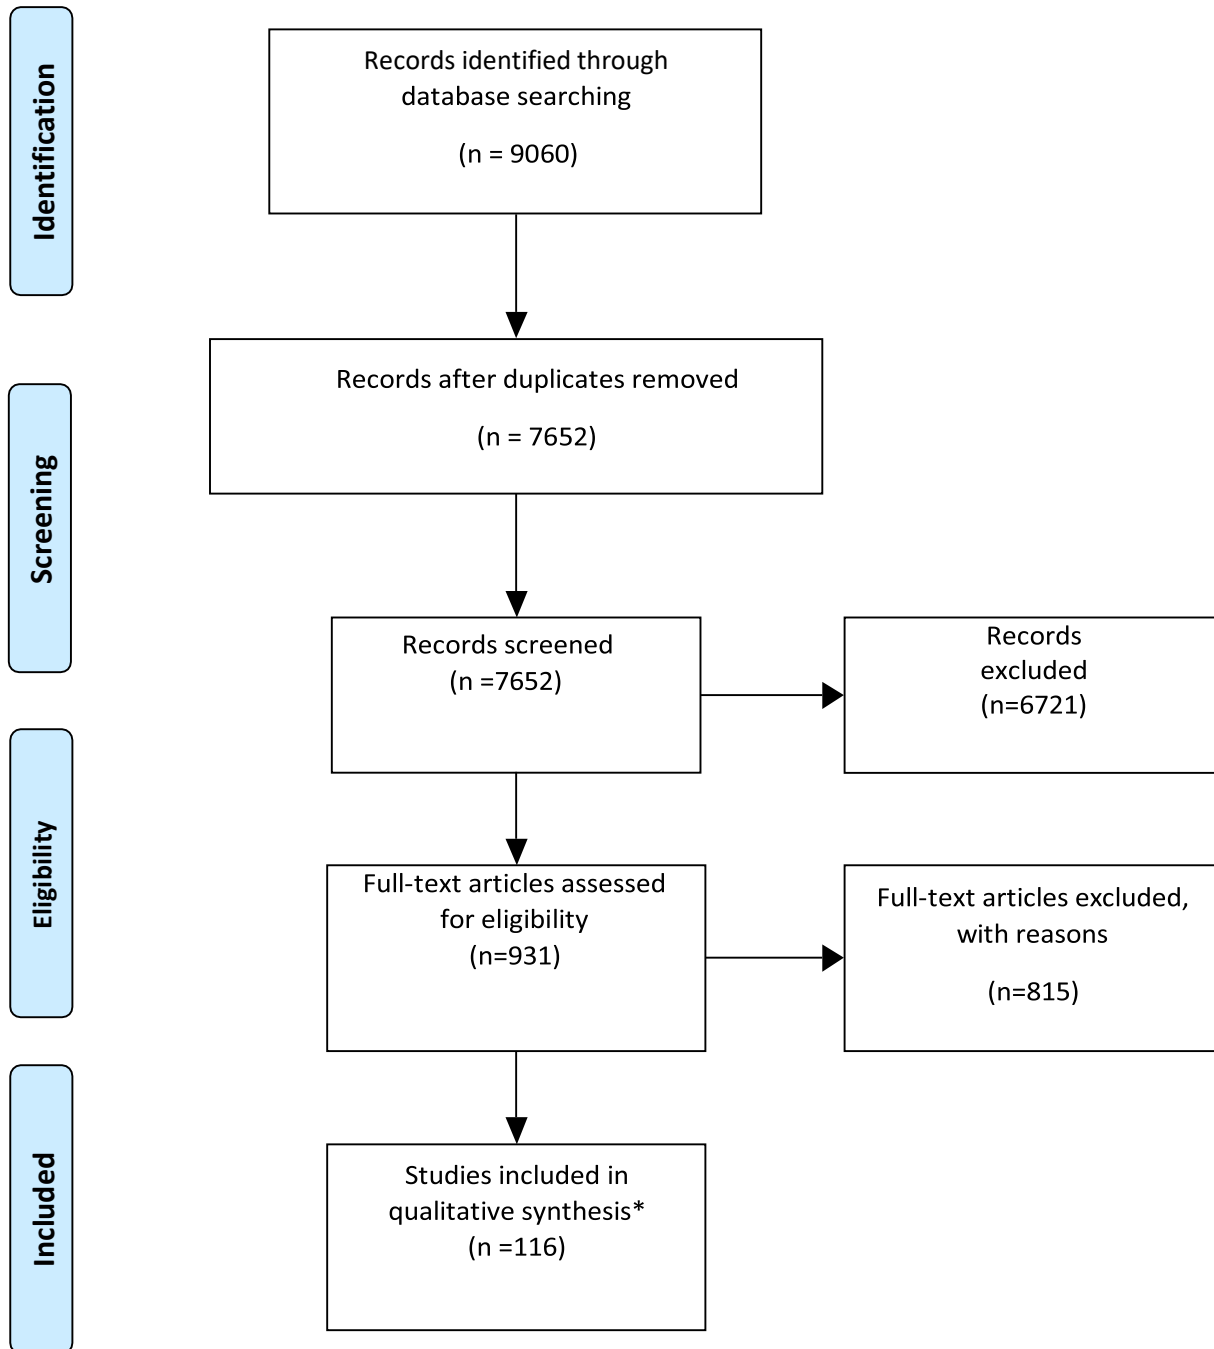 Identification
Records identified through
database searching
(n = 9060)
Records after duplicates removed
(n = 7652)
Screening
Records screened
(n =7652)
Records
excluded
(n=6721)
Eligibility
Full-text articles assessed
for eligibility
(n=931)
Full-text articles excluded,
with reasons
(n=815)
Included
Studies included in
qualitative synthesis*
(n =116)